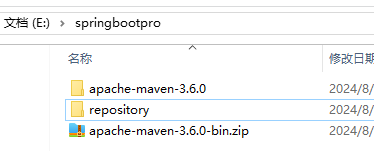 文档 (E:) > springbootpro
名称 修改日期
apache-maven-3.6.0 2024/8/
repository 2024/8/
apache-maven-3.6.0-bin.zip 2024/8/